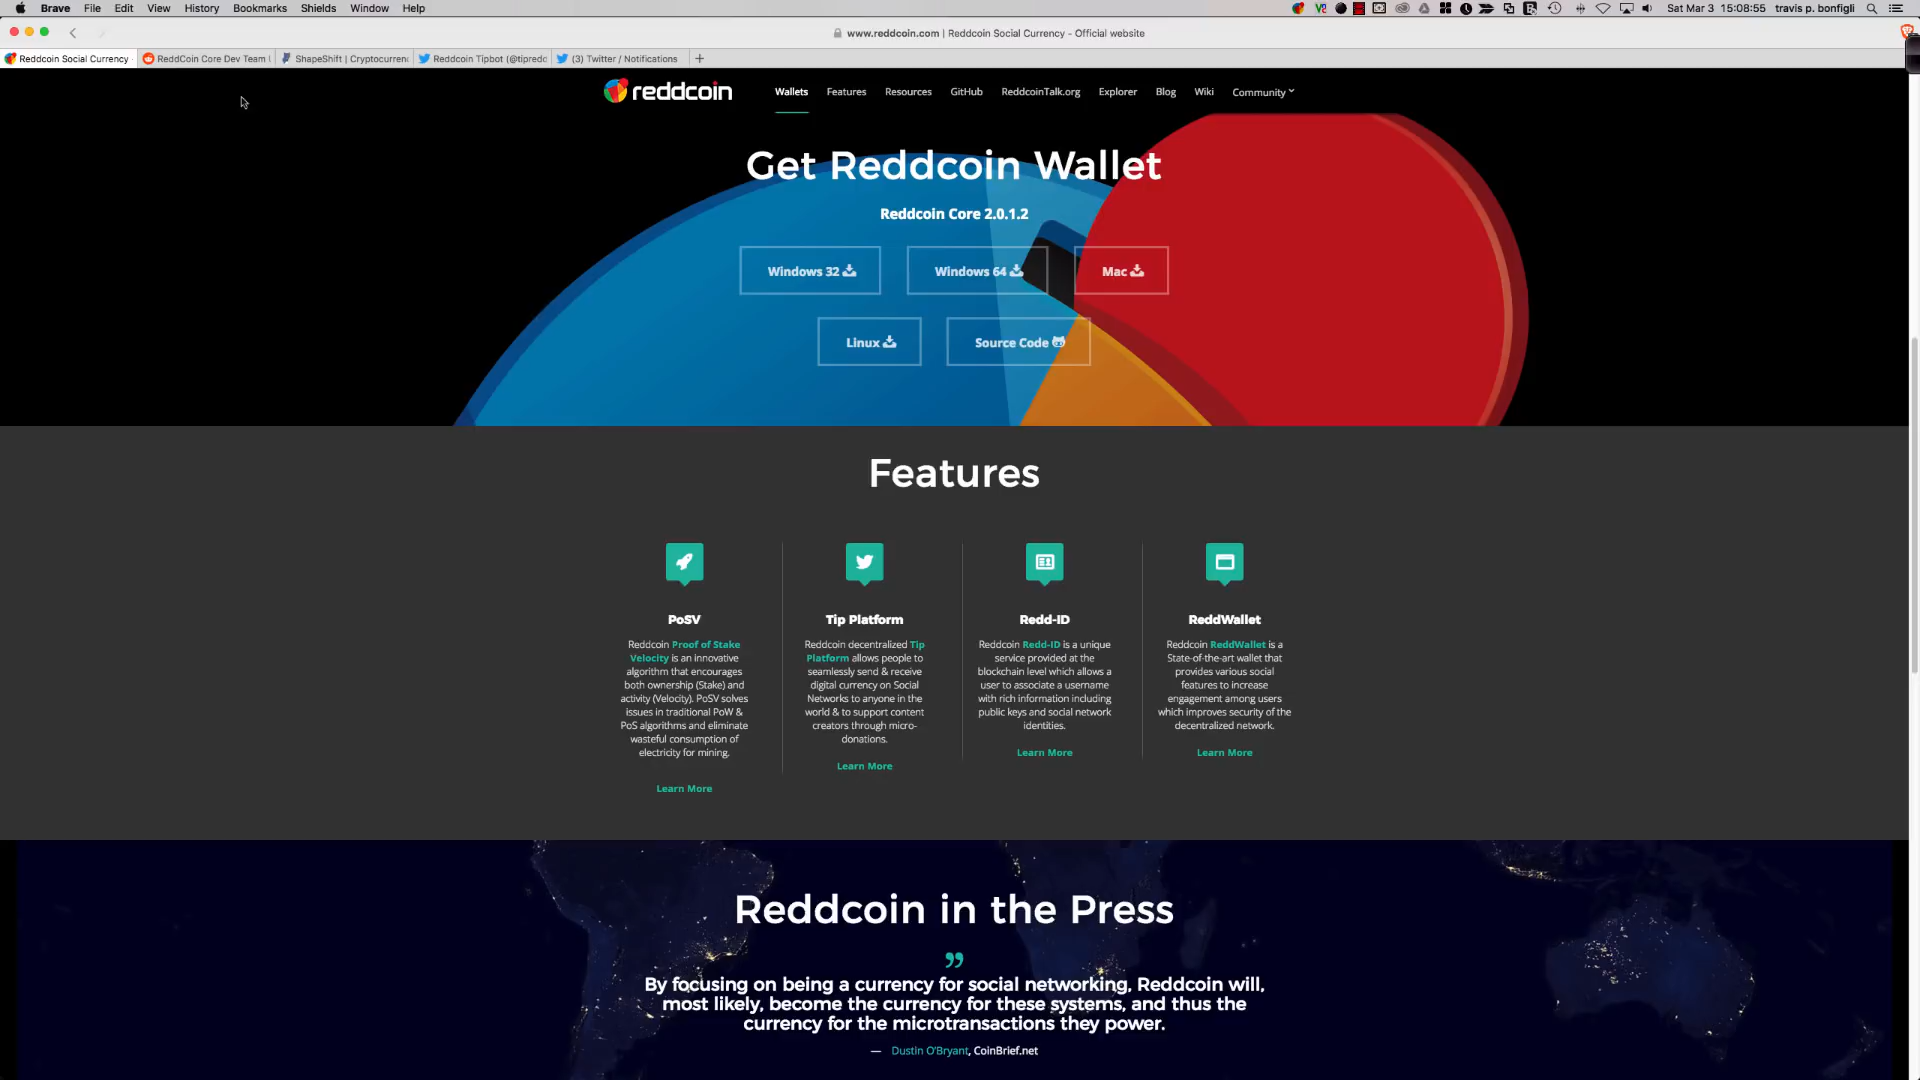 Brave File Edit View History Bookmarks Shields Window Help
Sat Mar 3 15:08:55 travis p. bonfigli
www.reddcoin.com | Reddcoin Social Currency - Official website
Reddcoin Social Currency
ReddCoin Core Dev Team
ShapeShift | Cryptocurren
Reddcoin Tipbot (@tipredd
(3) Twitter / Notifications
reddcoin
Wallets Features Resources GitHub ReddcoinTalk.org Explorer Blog Wiki Community
Get Reddcoin Wallet
Reddcoin Core 2.0.1.2
Windows 32
Windows 64
Mac
Linux
Source Code
Features
PoSV
Reddcoin Proof of Stake
Velocity is an innovative
algorithm that encourages
both ownership (Stake) and
activity (Velocity). PoSV solves
issues in traditional PoW &
PoS algorithms and eliminate
wasteful consumption of
electricity for mining.
Learn More
Tip Platform
Reddcoin decentralized Tip
Platform allows people to
seamlessly send & receive
digital currency on Social
Networks to anyone in the
world & to support content
creators through micro-
donations.
Learn More
Redd-ID
Reddcoin Redd-ID is a unique
service provided at the
blockchain level which allows a
user to associate a username
with rich information including
public keys and social network
identities.
Learn More
ReddWallet
Reddcoin ReddWallet is a
State-of-the-art wallet that
provides various social
features to increase
engagement among users
which improves security of the
decentralized network.
Learn More
Reddcoin in the Press
By focusing on being a currency for social networking, Reddcoin will,
most likely, become the currency for these systems, and thus the
currency for the microtransactions they power.
— Dustin O'Bryant, CoinBrief.net